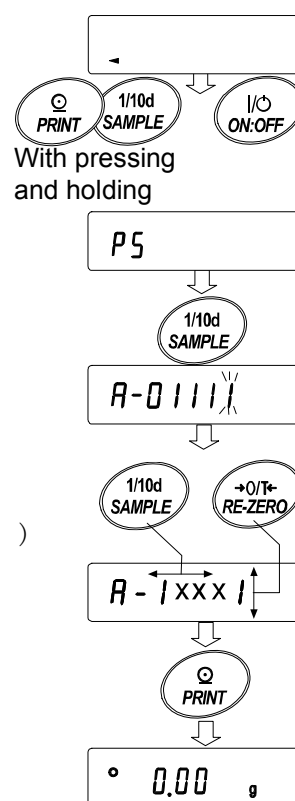 ◄
PRINT
1/10d
SAMPLE
I/⏻
ON:OFF
With pressing
and holding
PS
1/10d
SAMPLE
A-01111
1/10d
SAMPLE
→0/T←
RE-ZERO
)
A-1xxx1
PRINT
0.00 g